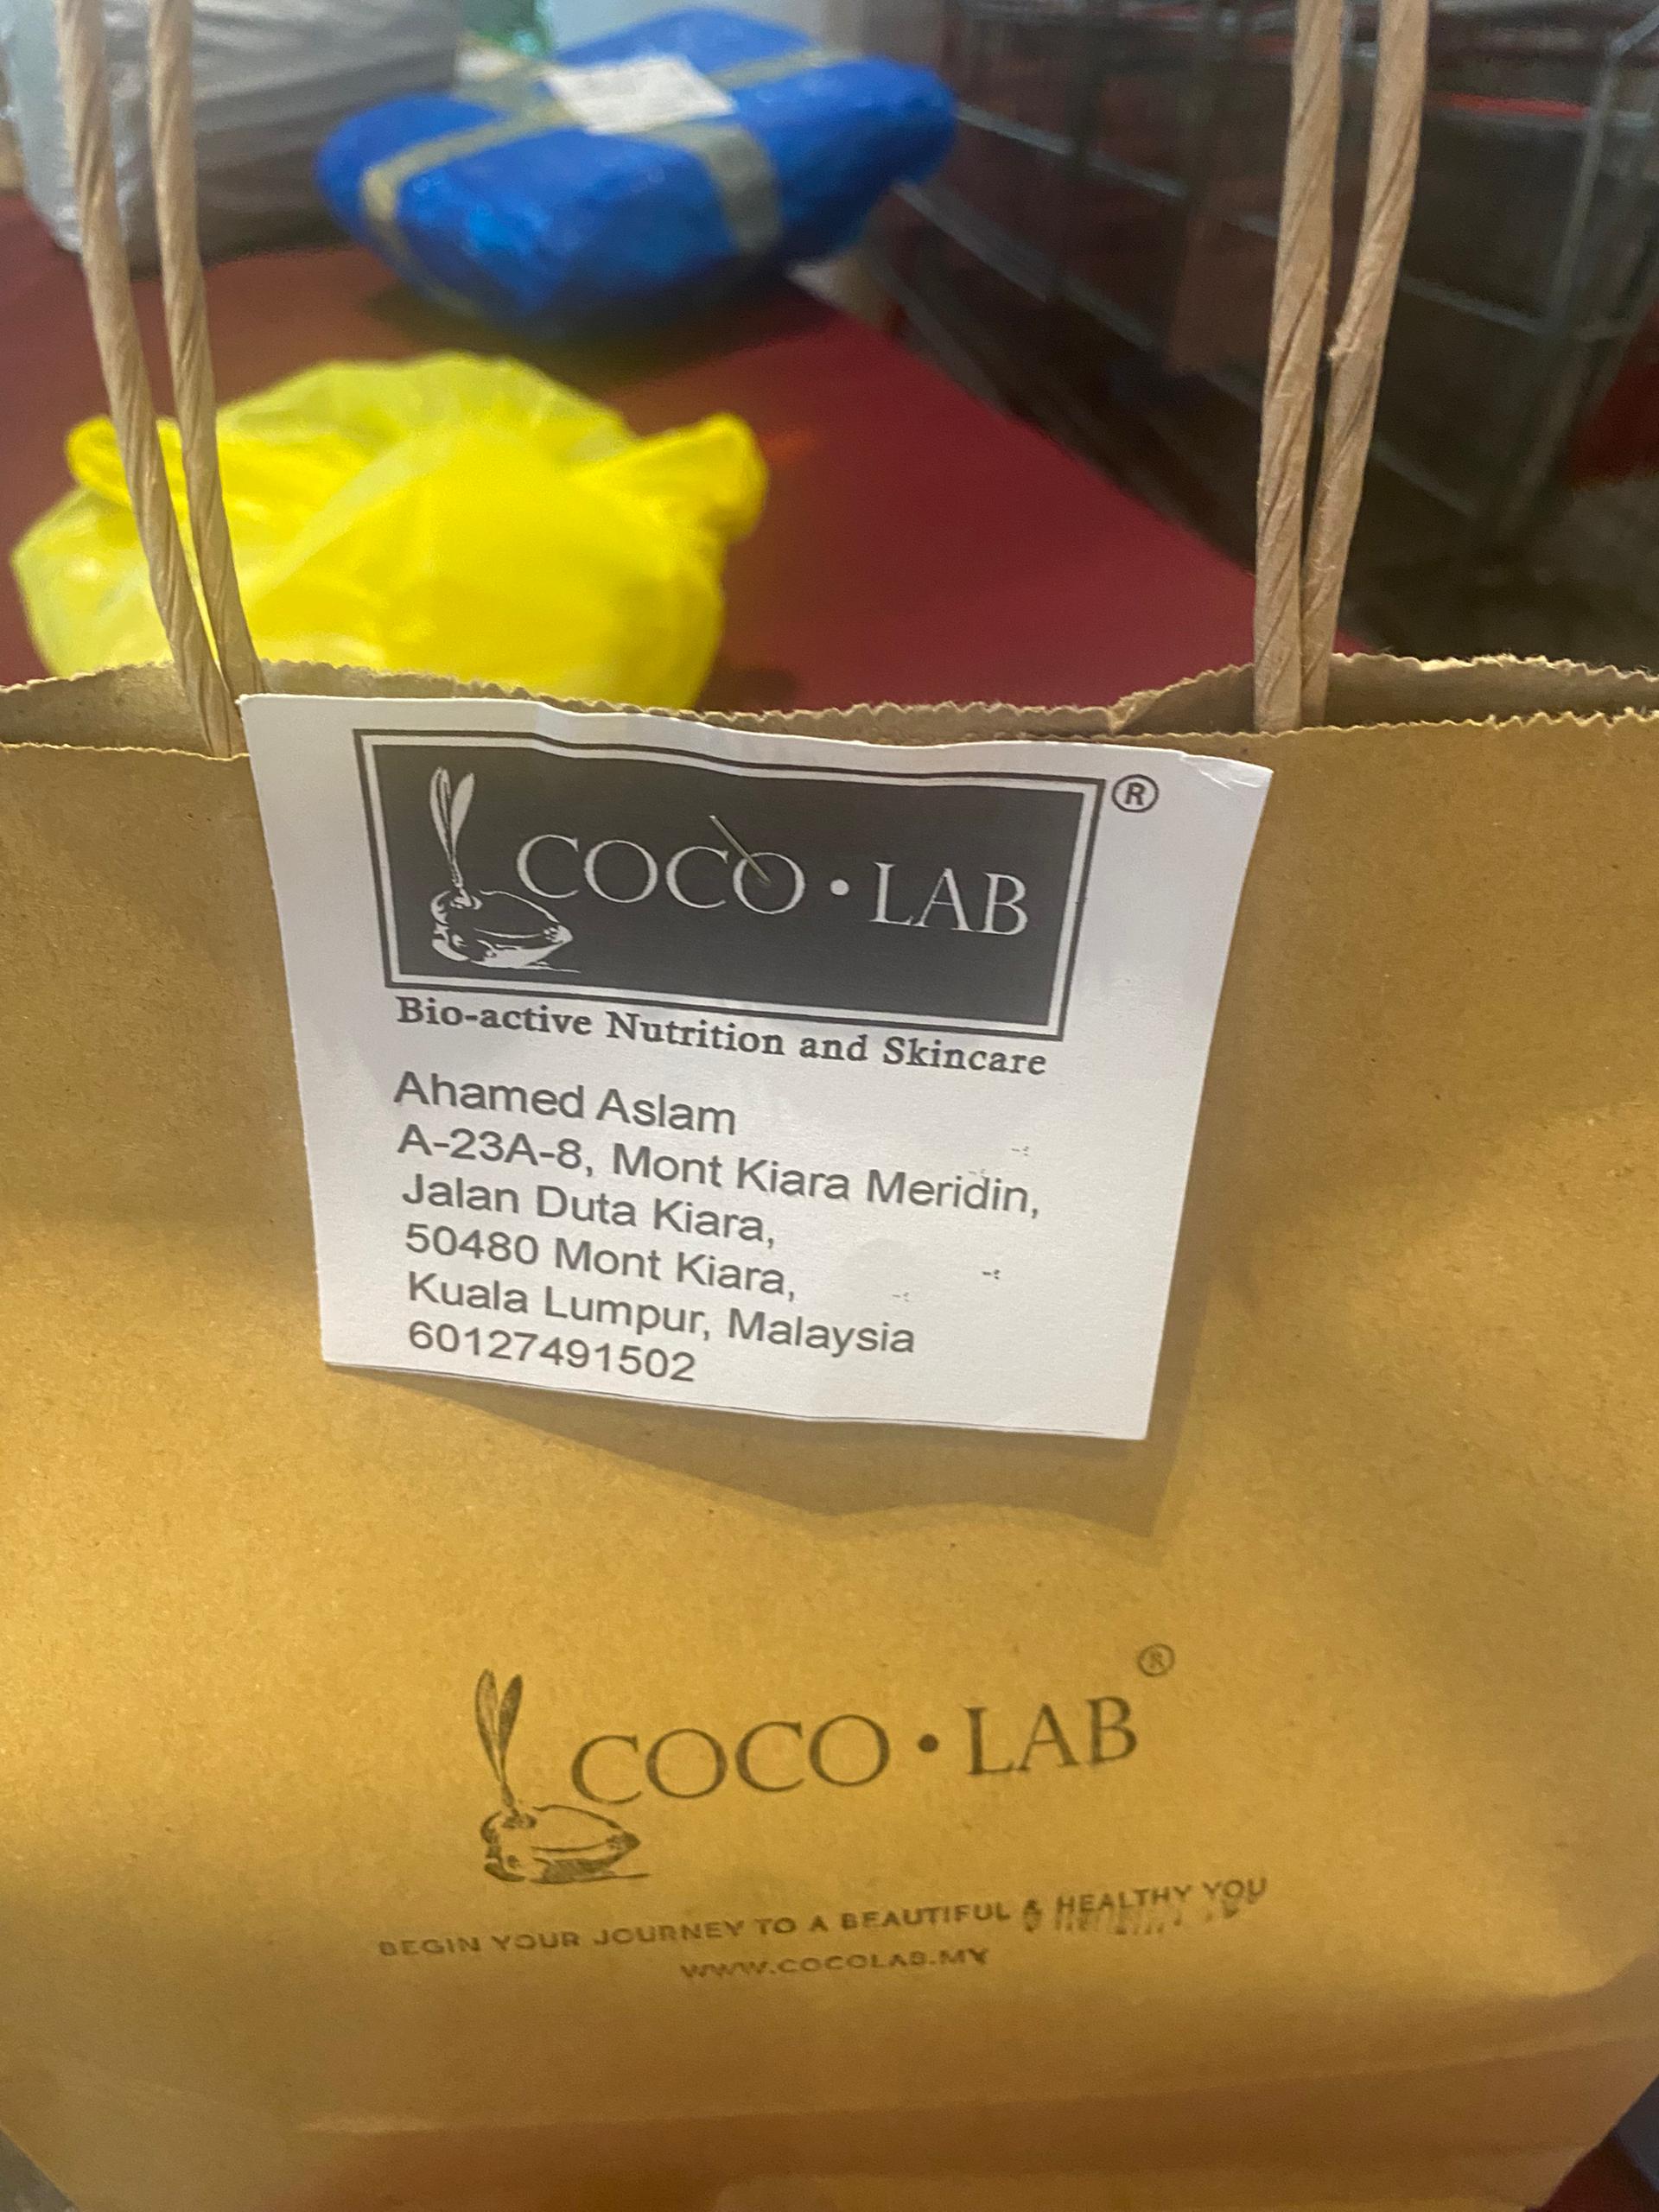 COCO • LAB ®
Bio-active Nutrition and Skincare
Ahamed Aslam
A-23A-8, Mont Kiara Meridin,
Jalan Duta Kiara,
50480 Mont Kiara,
Kuala Lumpur, Malaysia
60127491502
COCO • LAB ®
BEGIN YOUR JOURNEY TO A BEAUTIFUL & HEALTHY YOU
WWW.COCOLAB.MY